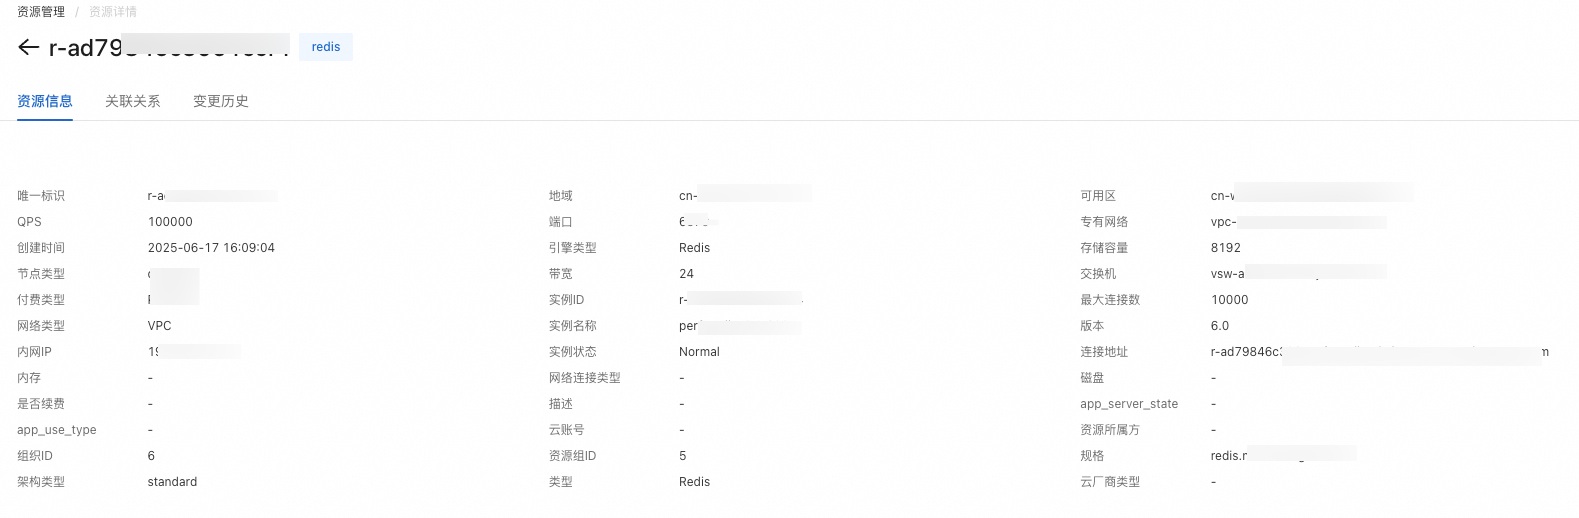 资源管理 / 资源详情
redis
资源信息 关联关系 变更历史
唯一标识 地域 cn- 可用区
QPS 100000 端口 专有网络 vpc-
创建时间 2025-06-17 16:09:04 引擎类型 Redis 存储容量 8192
节点类型 带宽 24 交换机 vsw-a
付费类型 实例ID r- 最大连接数 10000
网络类型 VPC 实例名称 per 版本 6.0
内网IP 实例状态 Normal 连接地址 r-ad79846c
内存 - 网络连接类型 - 磁盘 -
是否续费 - 描述 - app_server_state -
app_use_type - 云账号 - 资源所属方 -
组织ID 6 资源组ID 5 规格 redis.
架构类型 standard 类型 Redis 云厂商类型 -